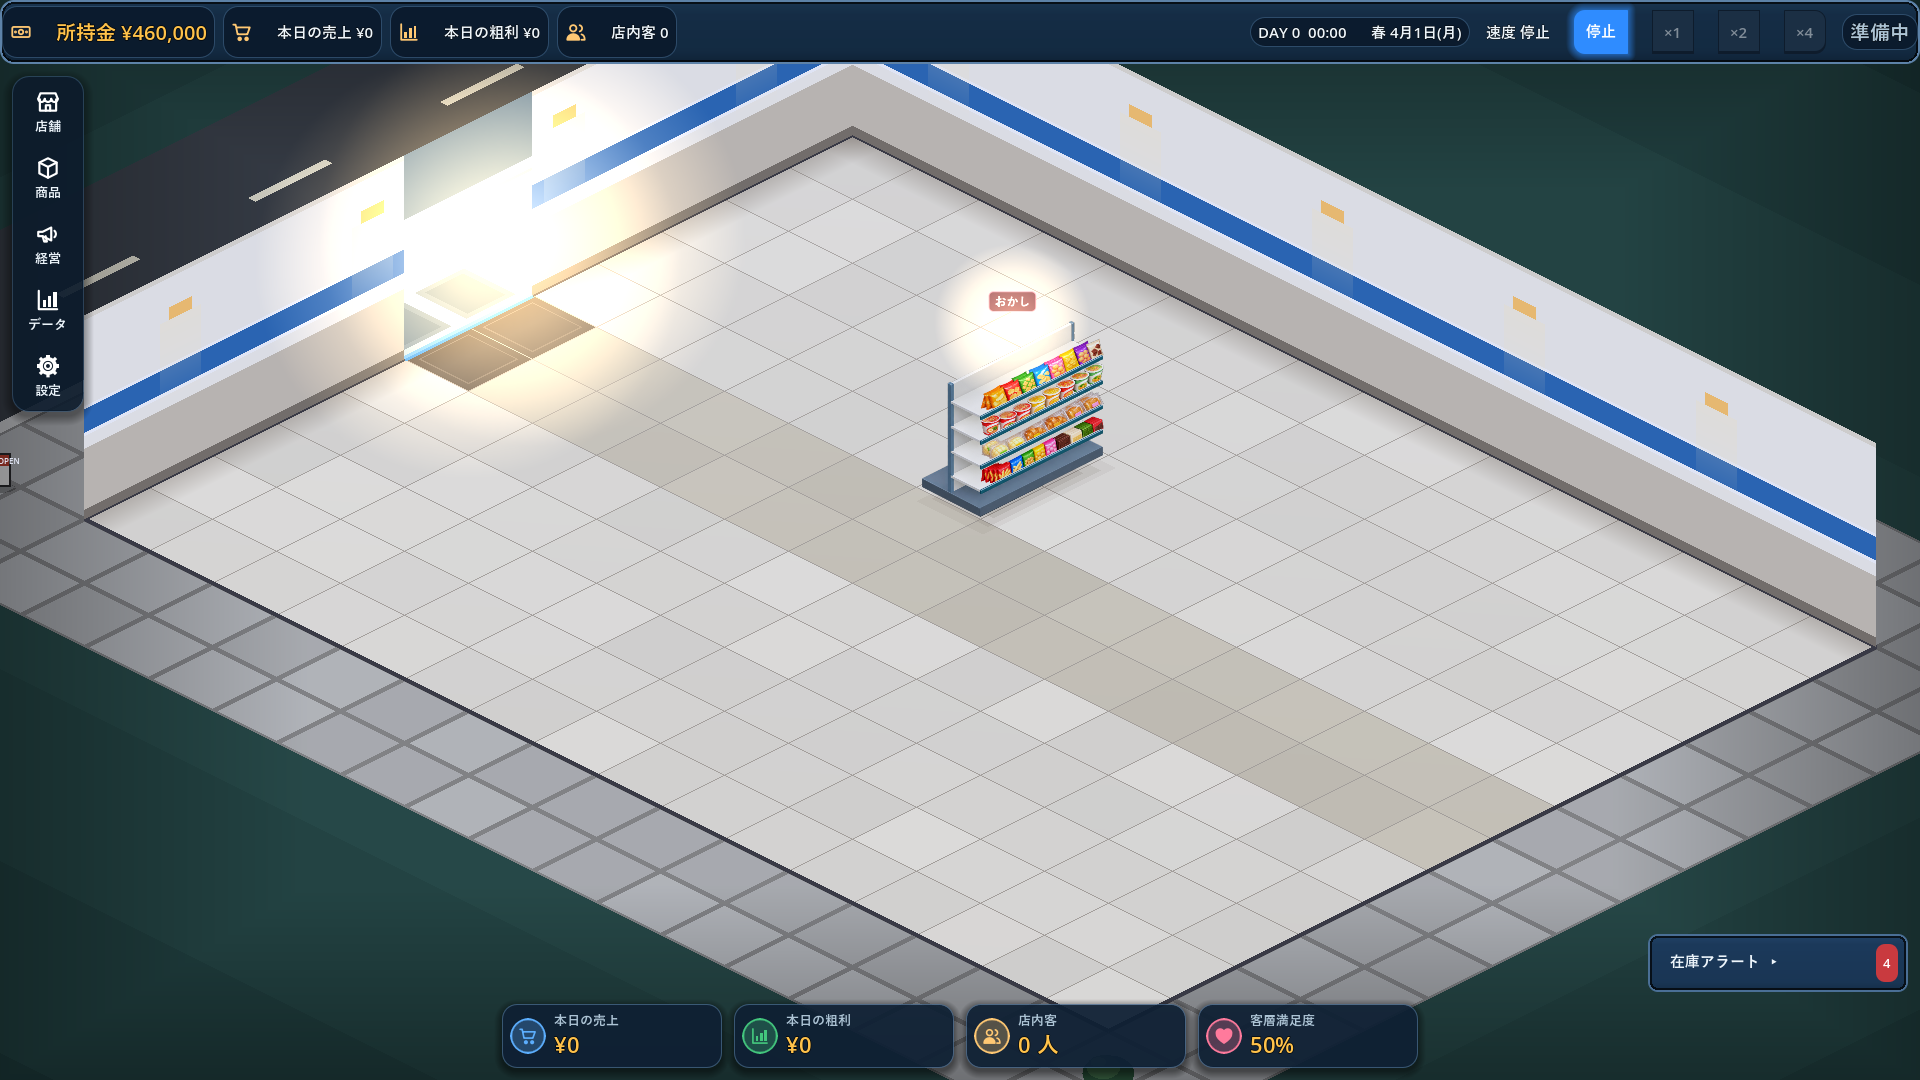 所持金 ¥460,000
本日の売上 ¥0
本日の粗利 ¥0
店内客 0
DAY 0 00:00 春 4月1日(月)
速度 停止
停止
×1
×2
×4
準備中
店舗
商品
経営
データ
設定
おかし
OPEN
在庫アラート ▸
4
本日の売上
¥0
本日の粗利
¥0
店内客
0 人
客層満足度
50%